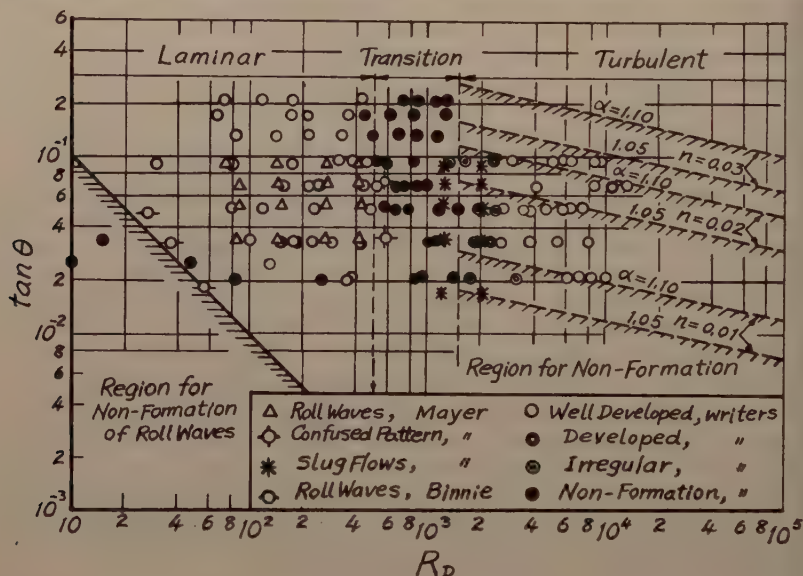 6
4
Laminar Transition Turbulent
2
α=1.10
10⁻¹
8
6
1.05 n=0.03
α=1.10
4
1.05 n=0.02
tan θ
2
α=1.10
10⁻²
8
6
1.05 n=0.01
Region for Non-Formation
Region for
Non-Formation
of Roll Waves
4
2
10⁻³
△ Roll Waves, Mayer
Confused Pattern, "
Slug Flows, "
Roll Waves, Binnie
○ Well Developed, writers
Developed, "
Irregular, "
Non-Formation, "
10 2 4 6 8 10² 2 4 6 8 10³ 2 4 6 8 10⁴ 2 4 6 8 10⁵
R_D